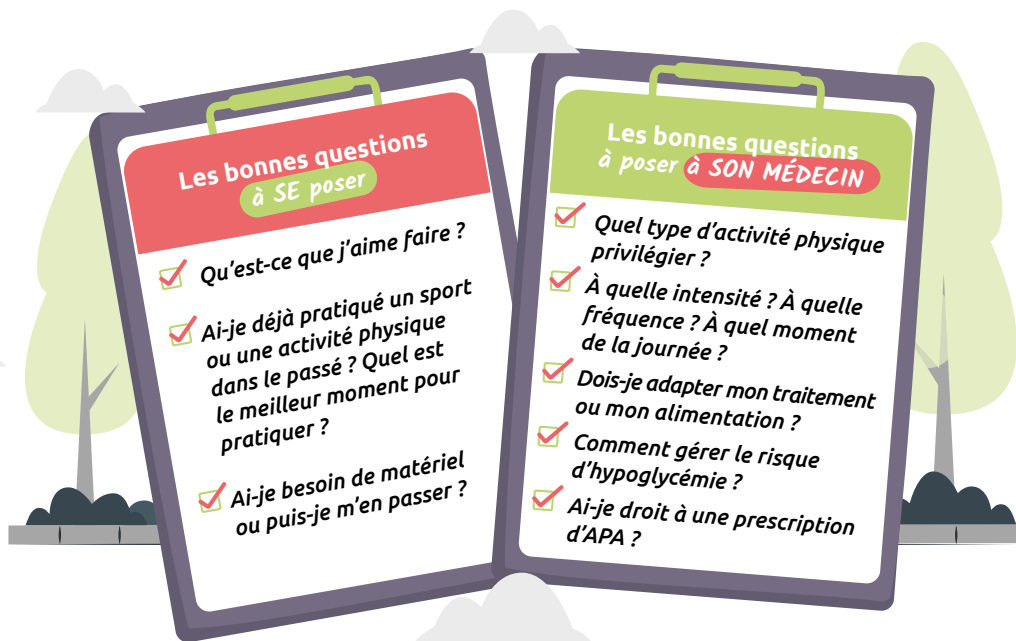 Les bonnes questions
à SE poser
Qu'est-ce que j'aime faire ?
Ai-je déjà pratiqué un sport
ou une activité physique
dans le passé ? Quel est
le meilleur moment pour
pratiquer ?
Ai-je besoin de matériel
ou puis-je m'en passer ?
Les bonnes questions
à poser à SON MÉDECIN
Quel type d'activité physique
privilégier ?
À quelle intensité ? À quelle
fréquence ? À quel moment
de la journée ?
Dois-je adapter mon traitement
ou mon alimentation ?
Comment gérer le risque
d'hypoglycémie ?
Ai-je droit à une prescription
d'APA ?